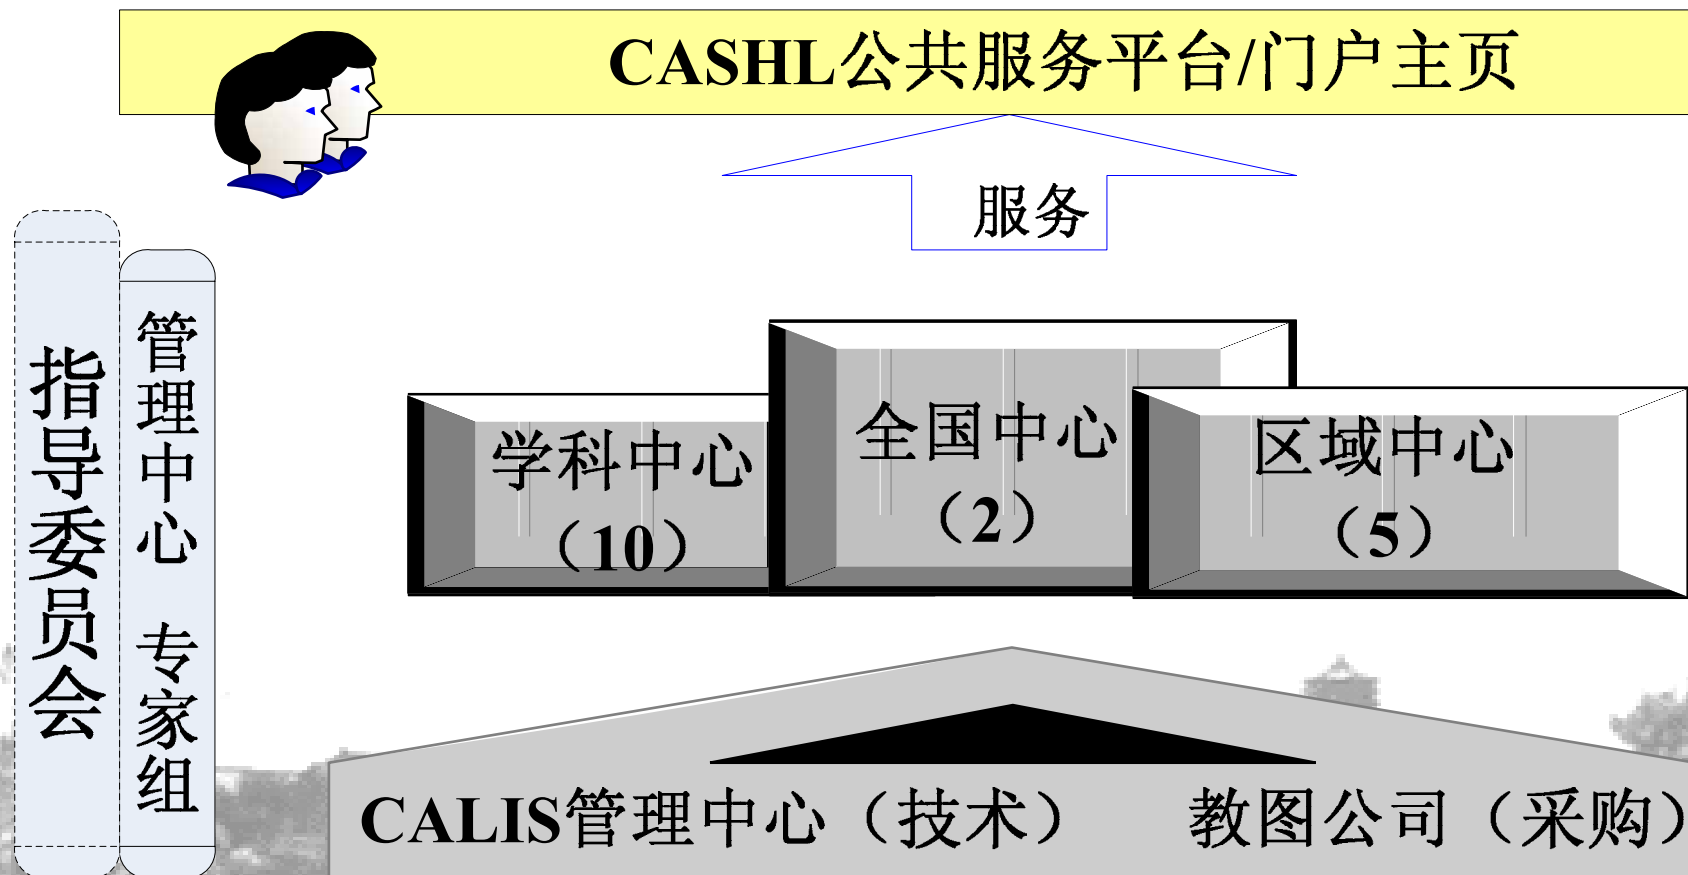 CASHL公共服务平台/门户主页
服务
指导委员会
管理中心 专家组
学科中心
（10）
全国中心
（2）
区域中心
（5）
CALIS管理中心（技术） 教图公司（采购）